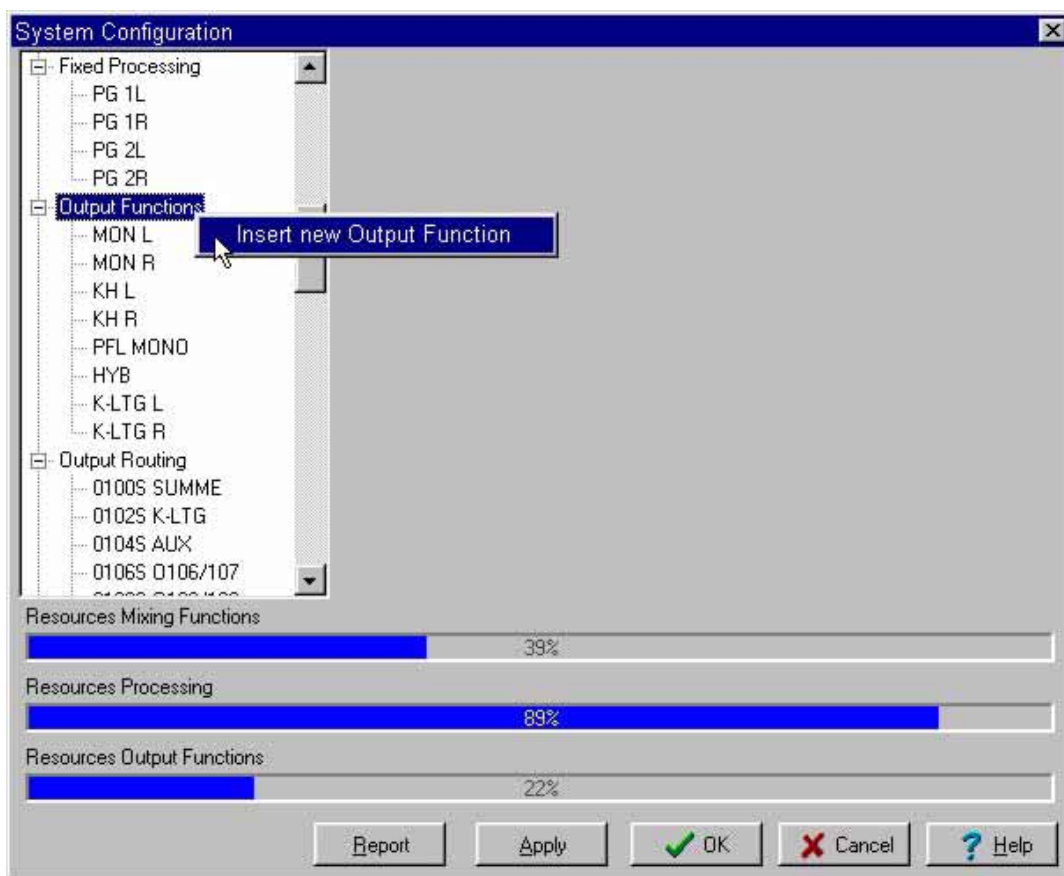 System Configuration
Fixed Processing
PG 1L
PG 1R
PG 2L
PG 2R
Output Functions
Insert new Output Function
MON L
MON R
KH L
KH R
PFL MONO
HYB
K-LTG L
K-LTG R
Output Routing
0100S SUMME
0102S K-LTG
0104S AUX
0106S O106/107
Resources Mixing Functions
39%
Resources Processing
89%
Resources Output Functions
22%
Report
Apply
OK
Cancel
? Help